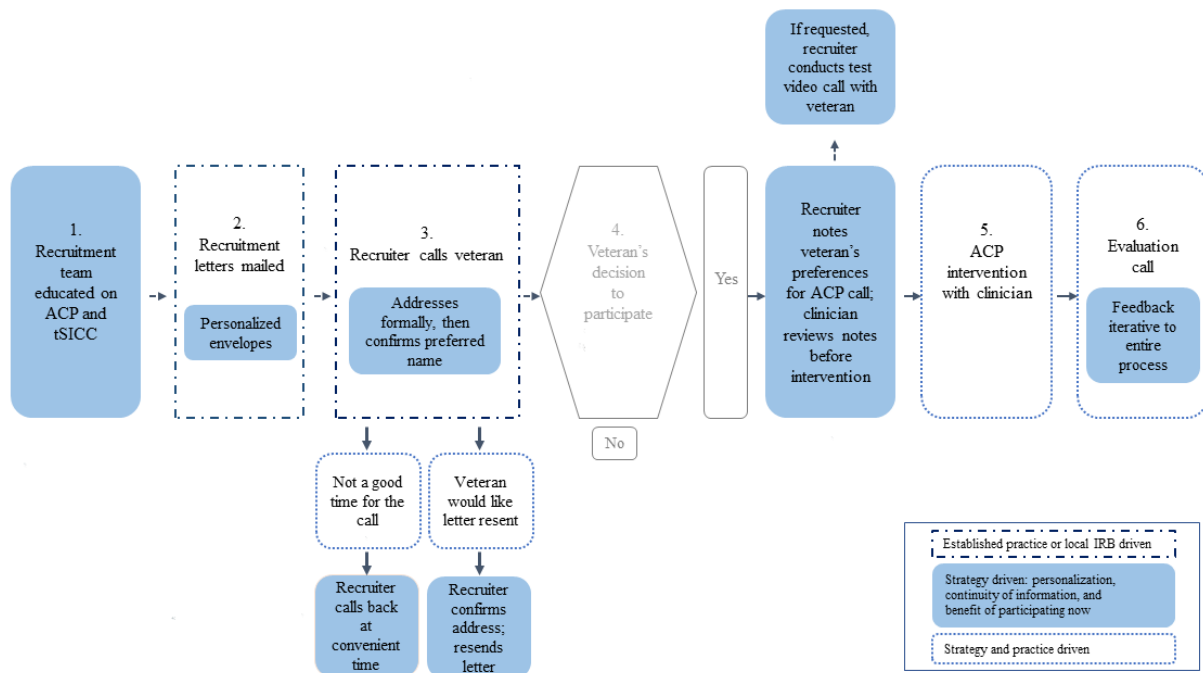 If requested,
recruiter
conducts test
video call with
veteran
1.
Recruitment
team
educated on
ACP and
tSICC
2.
Recruitment
letters mailed
Personalized
envelopes
3.
Recruiter calls veteran
Addresses
formally, then
confirms preferred
name
4.
Veteran's
decision
to
participate
Yes
No
Recruiter
notes
veteran's
preferences
for ACP call;
clinician
reviews notes
before
intervention
5.
ACP
intervention
with clinician
6.
Evaluation
call
Feedback
iterative to
entire
process
Not a good
time for the
call
Veteran
would like
letter resent
Recruiter
calls back
at
convenient
time
Recruiter
confirms
address;
resends
letter
Established practice or local IRB driven
Strategy driven: personalization,
continuity of information, and
benefit of participating now
Strategy and practice driven